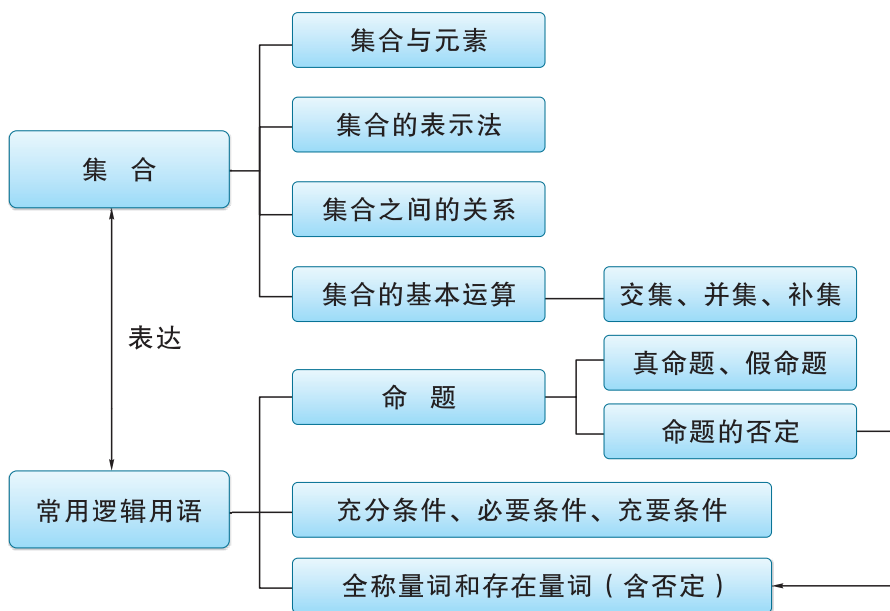 集合与元素
集合的表示法
集 合
集合之间的关系
集合的基本运算
交集、并集、补集
表达
真命题、假命题
命 题
命题的否定
常用逻辑用语
充分条件、必要条件、充要条件
全称量词和存在量词（含否定）